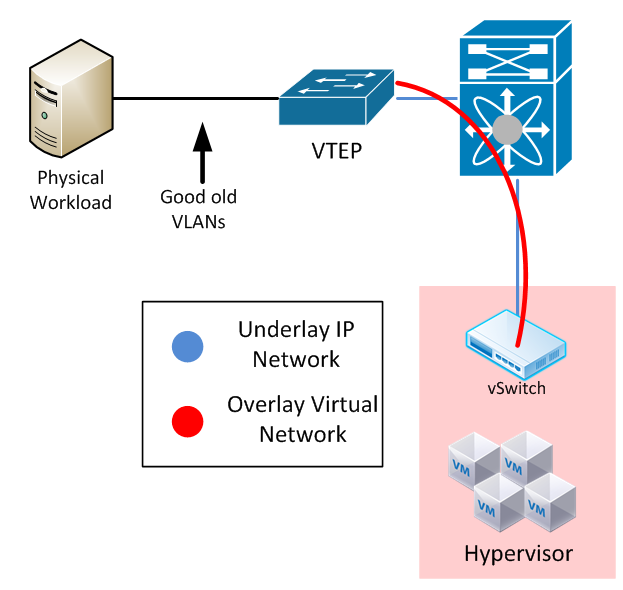 VTEP
Physical
Workload
Good old
VLANs
Underlay IP
Network
Overlay Virtual
Network
vSwitch
VM
VM
VM
VM
Hypervisor